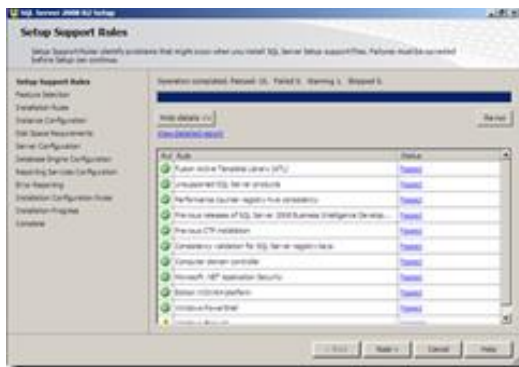 SQL Server 2008 R2 Setup
Setup Support Rules
Setup Support Rules identify problems that might occur when you install SQL Server Setup support files. Failures must be corrected
before Setup can continue.
Setup Support Rules
Feature Selection
Installation Rules
Instance Configuration
Disk Space Requirements
Server Configuration
Database Engine Configuration
Reporting Services Configuration
Error Reporting
Installation Configuration Rules
Installation Progress
Complete
Operation completed. Passed: 10. Failed 0. Warning 1. Skipped 0.
Hide details <<
Re-run
View detailed report
Rule Status
Fusion Active Template Library (ATL) Passed
Unsupported SQL Server products Passed
Performance counter registry hive consistency Passed
Previous releases of SQL Server 2008 Business Intelligence Develop... Passed
Previous CTP installation Passed
Consistency validation for SQL Server registry keys Passed
Computer domain controller Passed
Microsoft .NET Application Security Passed
Edition WOW64 platform Passed
Windows PowerShell Passed
Windows Firewall
< Back
Next >
Cancel
Help